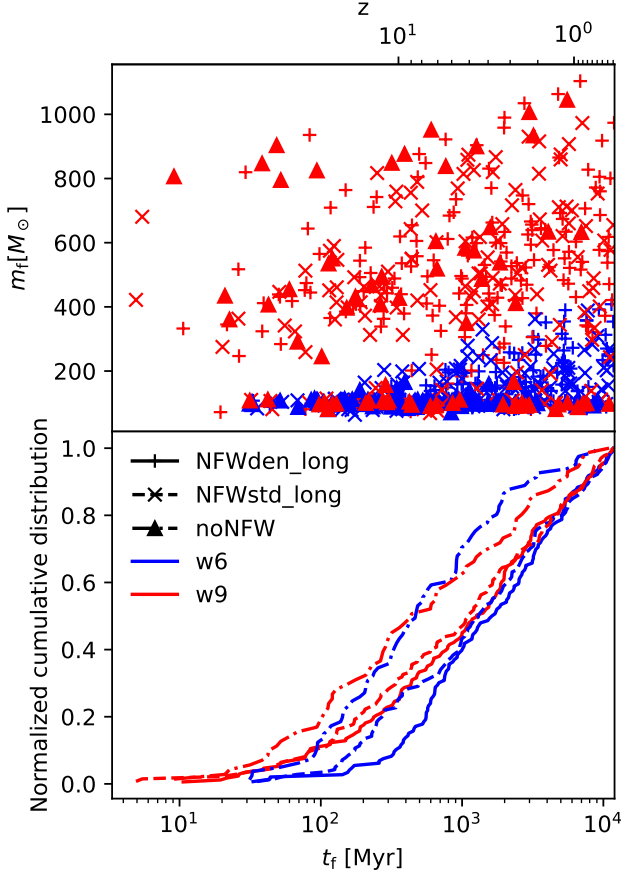 z
10¹ 10⁰
1000
800
600
400
200
m_f[M_⊙]
1.0
0.8
0.6
0.4
0.2
0.0
Normalized cumulative distribution
NFWden_long
NFWstd_long
noNFW
w6
w9
10¹ 10² 10³ 10⁴
t_f [Myr]